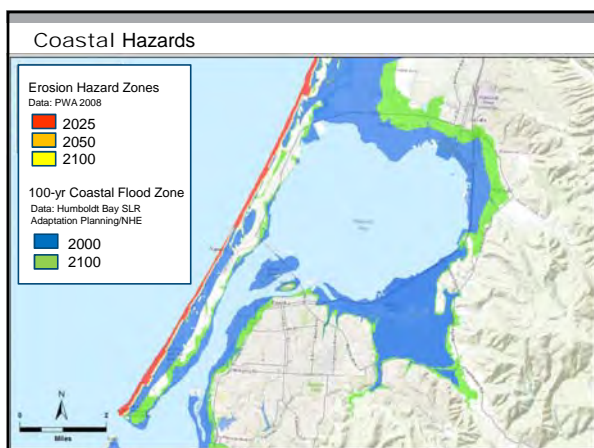 Coastal Hazards
Erosion Hazard Zones
Data: PWA 2008
2025
2050
2100
100-yr Coastal Flood Zone
Data: Humboldt Bay SLR
Adaptation Planning/NHE
2000
2100
N
0 2
Miles